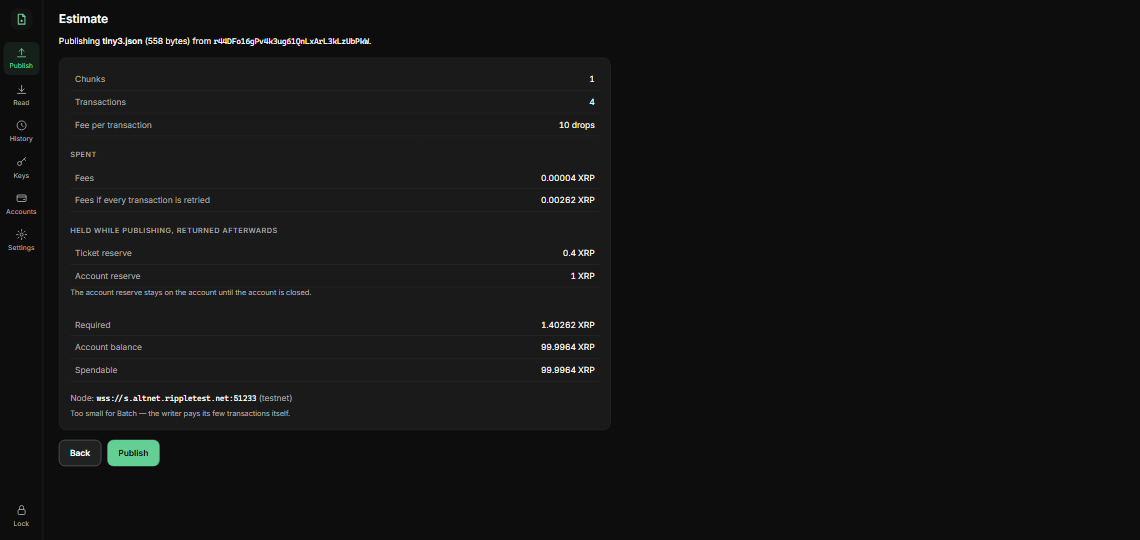 Estimate
Publishing tiny3.json (558 bytes) from r44DFo16gPv4k3ug61QnLxArL3kLzUbPkW.
Publish
Read
History
Keys
Accounts
Settings
Lock
Chunks 1
Transactions 4
Fee per transaction 10 drops
SPENT
Fees 0.00004 XRP
Fees if every transaction is retried 0.00262 XRP
HELD WHILE PUBLISHING, RETURNED AFTERWARDS
Ticket reserve 0.4 XRP
Account reserve 1 XRP
The account reserve stays on the account until the account is closed.
Required 1.40262 XRP
Account balance 99.9964 XRP
Spendable 99.9964 XRP
Node: wss://s.altnet.rippletest.net:51233 (testnet)
Too small for Batch — the writer pays its few transactions itself.
Back
Publish